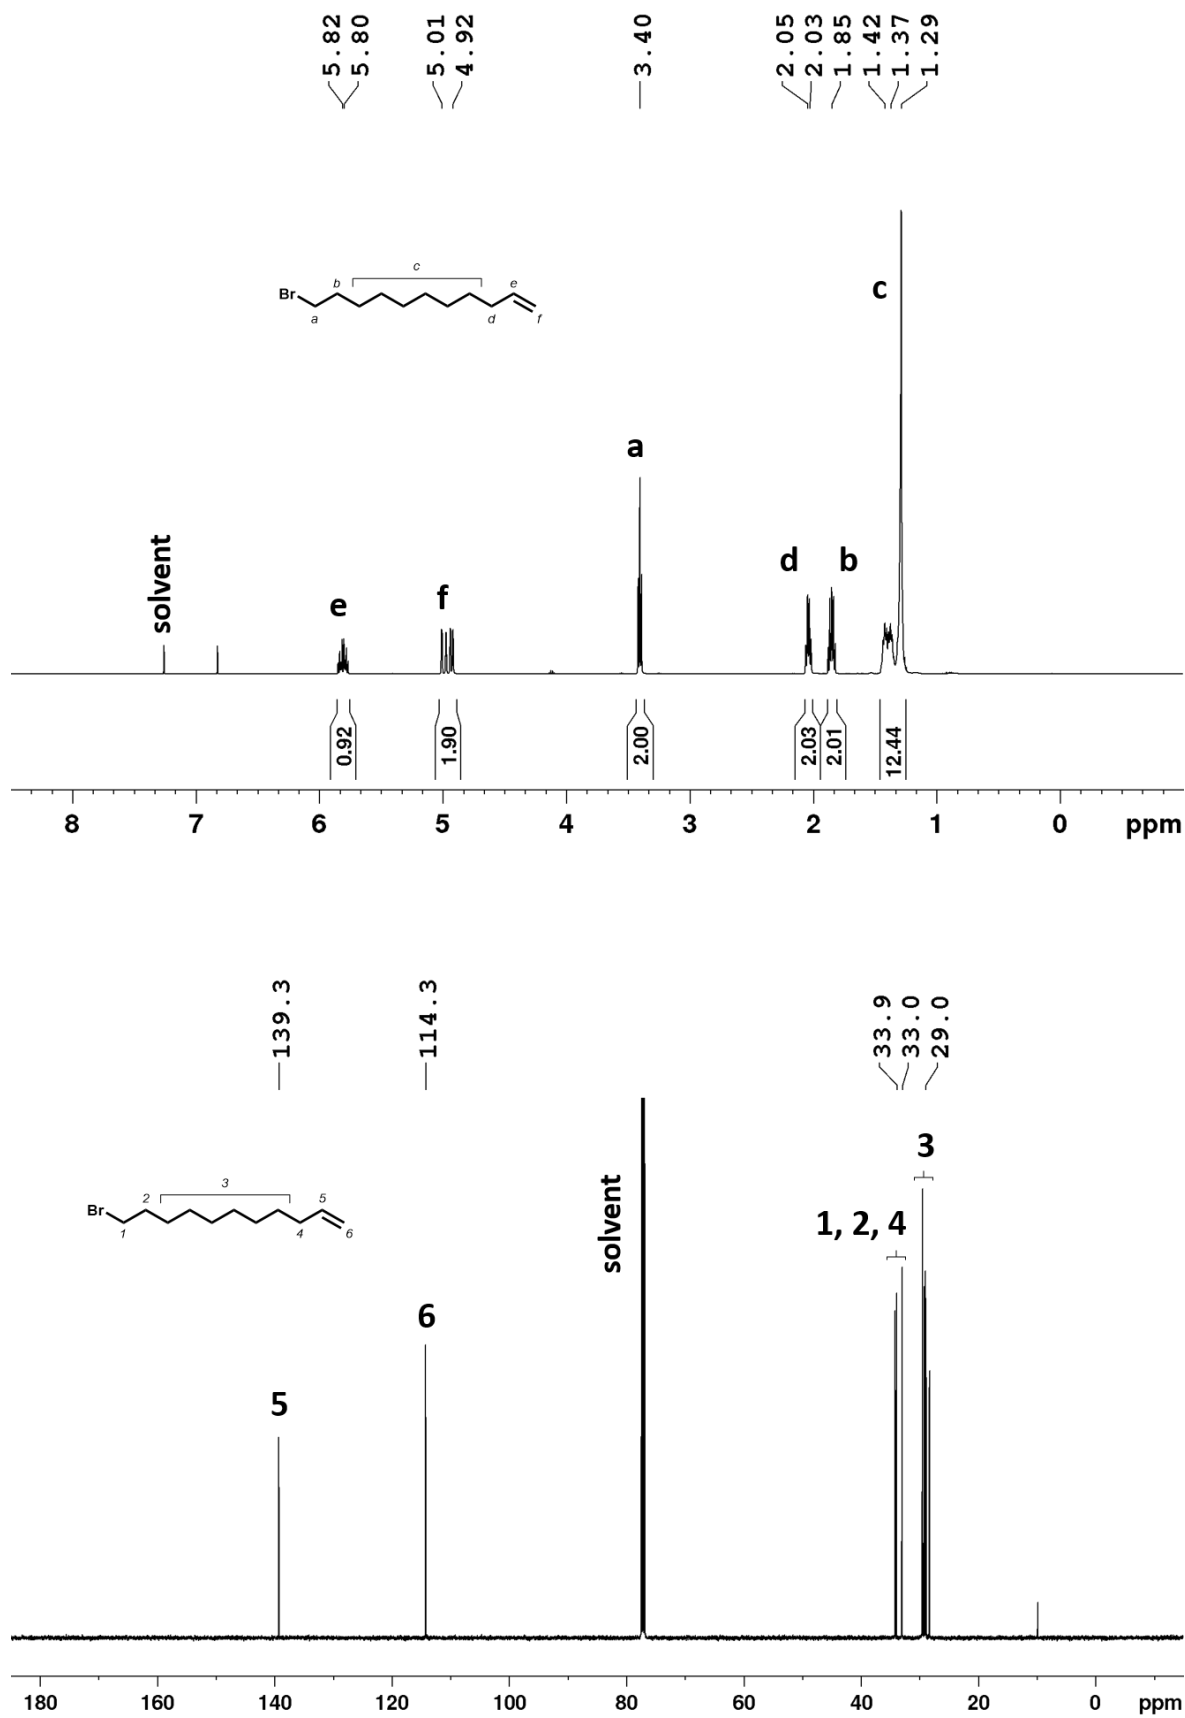 5.82
5.80
5.01
4.92
3.40
2.05
2.03
1.85
1.42
1.37
1.29
c
b
e
Br
a
d
f
c
a
solvent
e
f
d
b
0.92
1.90
2.00
2.03
2.01
12.44
8 7 6 5 4 3 2 1 0 ppm
139.3
114.3
33.9
33.0
29.0
3
3
2
5
Br
1
4
6
solvent
1, 2, 4
6
5
180 160 140 120 100 80 60 40 20 0 ppm